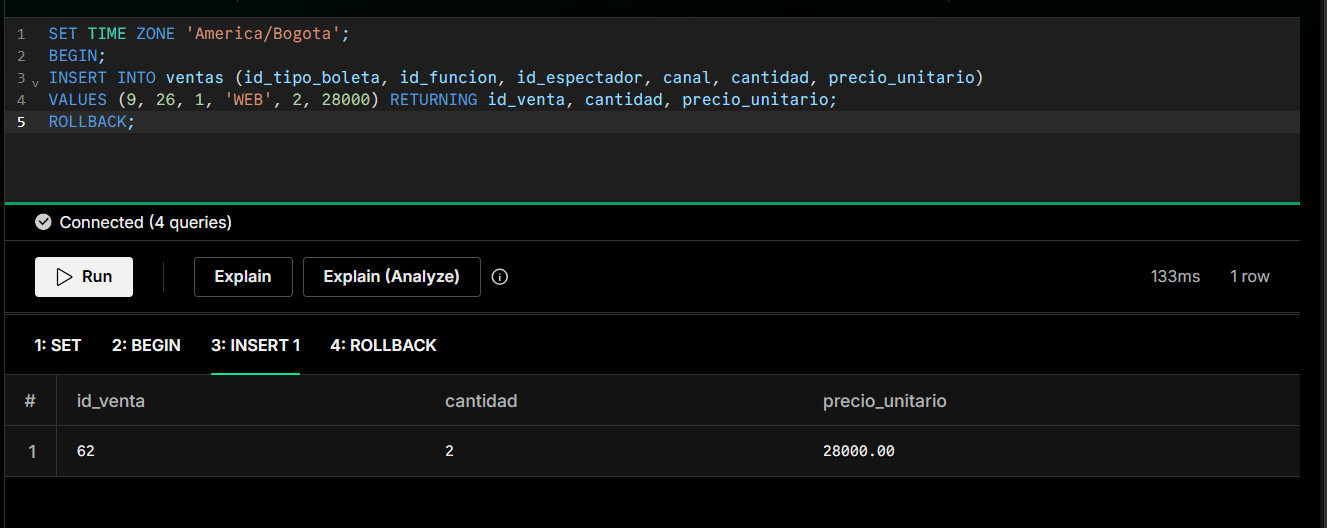 1 SET TIME ZONE 'America/Bogota';
2 BEGIN;
3 INSERT INTO ventas (id_tipo_boleta, id_funcion, id_espectador, canal, cantidad, precio_unitario)
4 VALUES (9, 26, 1, 'WEB', 2, 28000) RETURNING id_venta, cantidad, precio_unitario;
5 ROLLBACK;
Connected (4 queries)
Run Explain Explain (Analyze) 133ms 1 row
1: SET 2: BEGIN 3: INSERT 1 4: ROLLBACK
# id_venta cantidad precio_unitario
1 62 2 28000.00